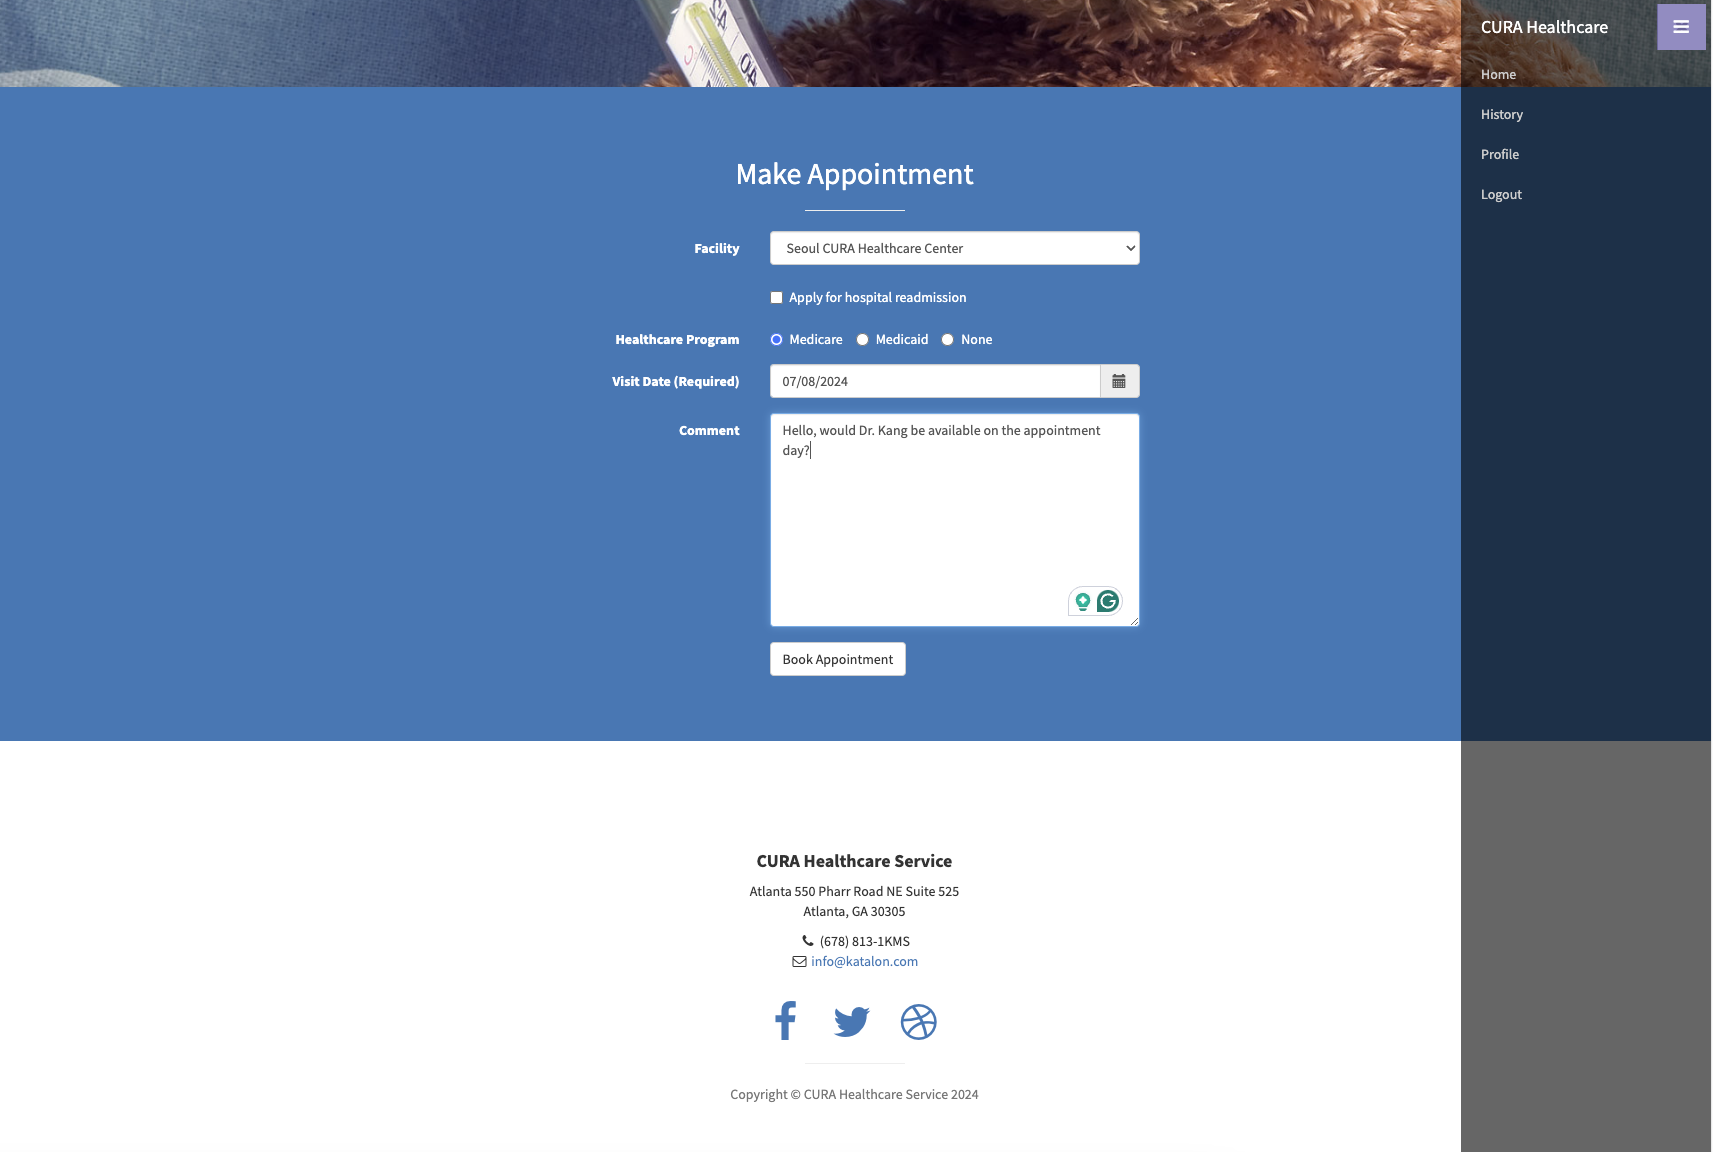 CURA Healthcare
Home
History
Profile
Logout
Make Appointment
Facility
Seoul CURA Healthcare Center
Apply for hospital readmission
Healthcare Program
Medicare
Medicaid
None
Visit Date (Required)
07/08/2024
Comment
Hello, would Dr. Kang be available on the appointment
day?
Book Appointment
CURA Healthcare Service
Atlanta 550 Pharr Road NE Suite 525
Atlanta, GA 30305
(678) 813-1KMS
info@katalon.com
Copyright © CURA Healthcare Service 2024